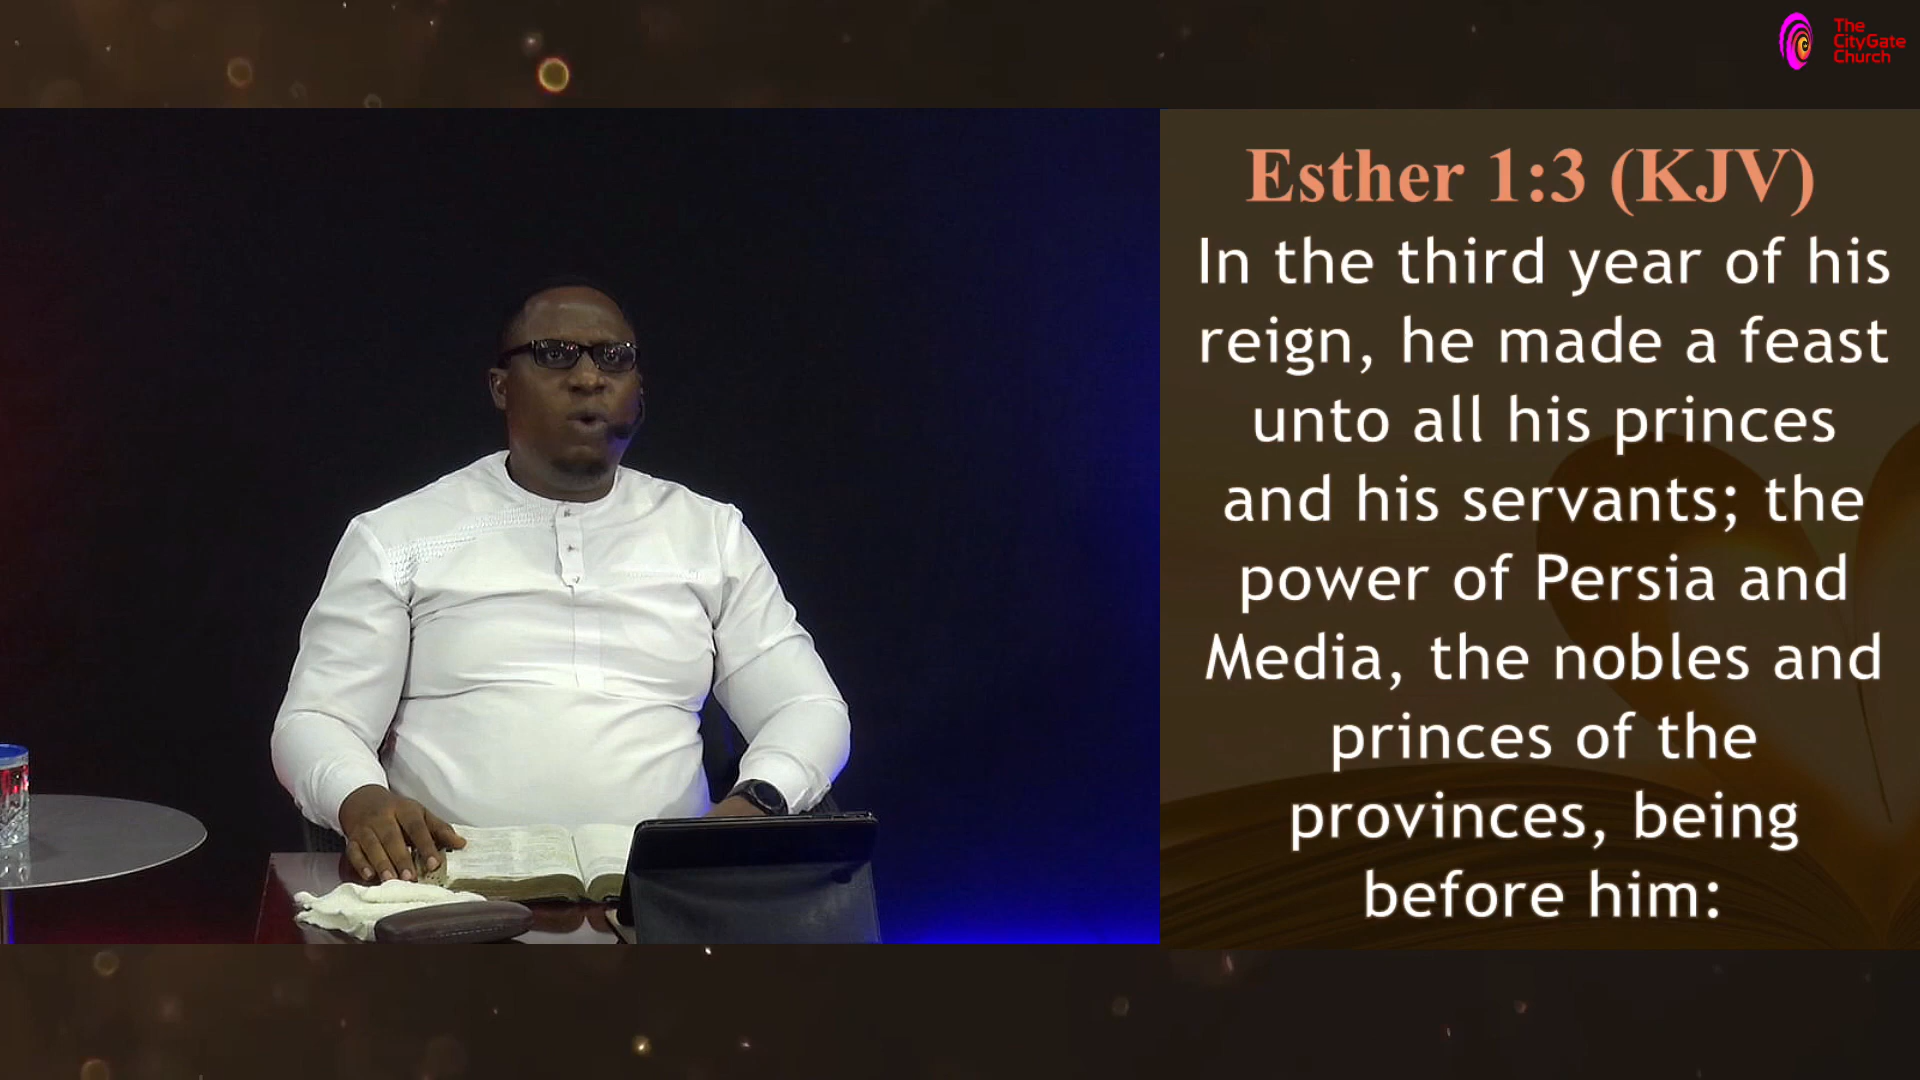 The
CityGate
Church
Esther 1:3 (KJV)
In the third year of his
reign, he made a feast
unto all his princes
and his servants; the
power of Persia and
Media, the nobles and
princes of the
provinces, being
before him: